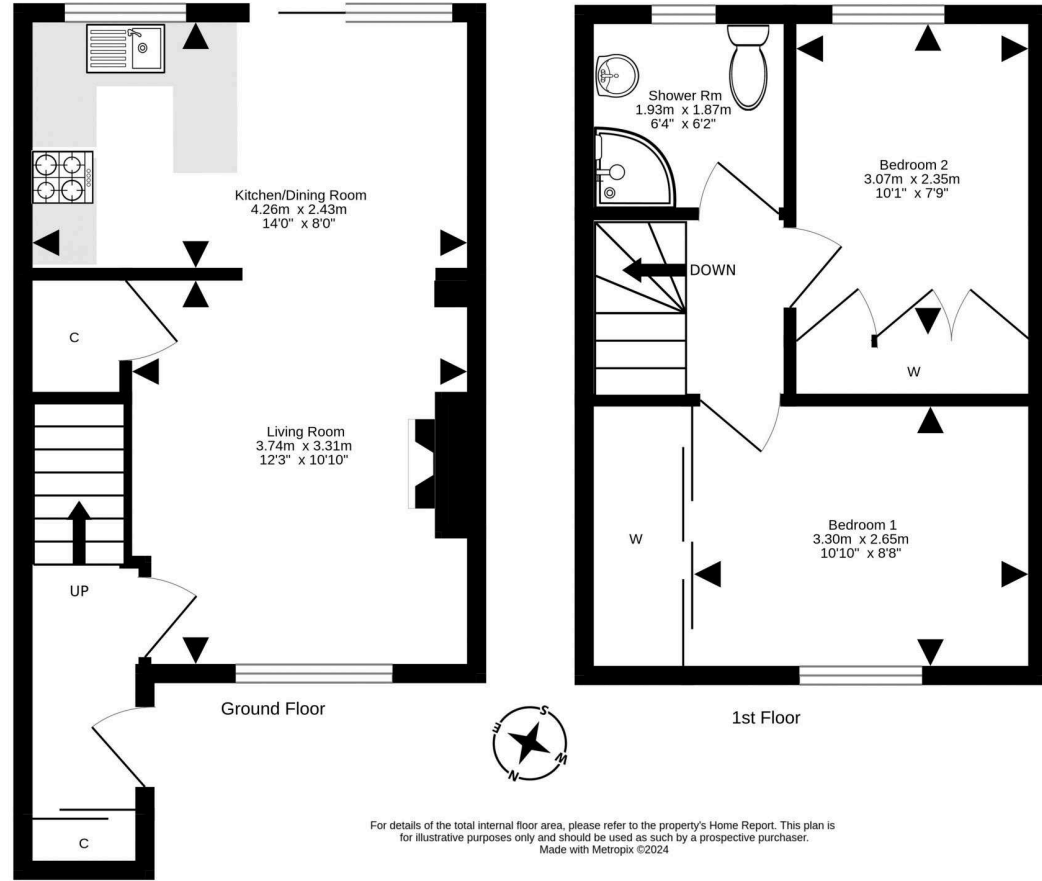 Kitchen/Dining Room
4.26m x 2.43m
14'0" x 8'0"
C
Living Room
3.74m x 3.31m
12'3" x 10'10"
UP
C
Ground Floor
Shower Rm
1.93m x 1.87m
6'4" x 6'2"
Bedroom 2
3.07m x 2.35m
10'1" x 7'9"
DOWN
W
Bedroom 1
3.30m x 2.65m
10'10" x 8'8"
W
1st Floor
S
E
W
N
For details of the total internal floor area, please refer to the property's Home Report. This plan is
for illustrative purposes only and should be used as such by a prospective purchaser.
Made with Metropix ©2024